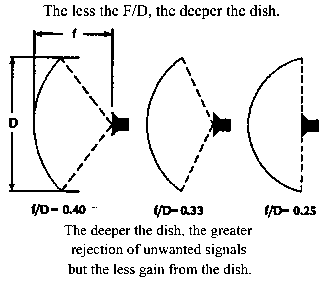 The less the F/D, the deeper the dish.
f
D
f/D= 0.40
f/D= 0.33
f/D= 0.25
The deeper the dish, the greater
rejection of unwanted signals
but the less gain from the dish.